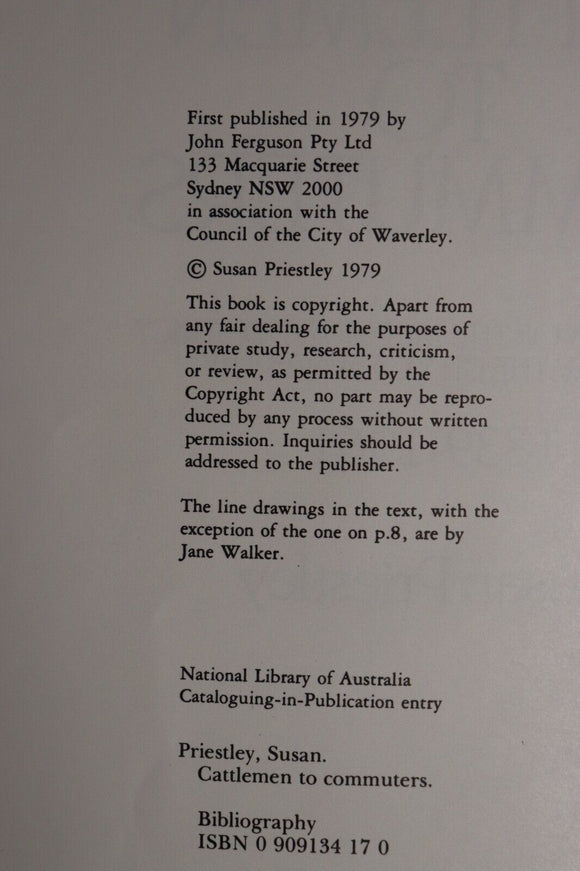 First published in 1979 by
John Ferguson Pty Ltd
133 Macquarie Street
Sydney NSW 2000
in association with the
Council of the City of Waverley.
© Susan Priestley 1979
This book is copyright. Apart from
any fair dealing for the purposes of
private study, research, criticism,
or review, as permitted by the
Copyright Act, no part may be repro-
duced by any process without written
permission. Inquiries should be
addressed to the publisher.
The line drawings in the text, with the
exception of the one on p.8, are by
Jane Walker.
National Library of Australia
Cataloguing-in-Publication entry
Priestley, Susan.
Cattlemen to commuters.
Bibliography
ISBN 0 909134 17 0